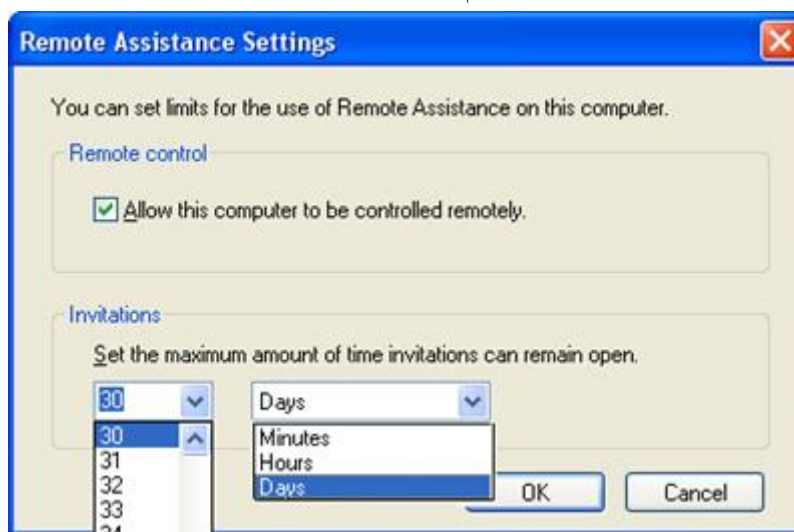 Remote Assistance Settings
You can set limits for the use of Remote Assistance on this computer.
Remote control
Allow this computer to be controlled remotely.
Invitations
Set the maximum amount of time invitations can remain open.
30 Days
30 Minutes
31 Hours
32 Days
33
34
OK Cancel